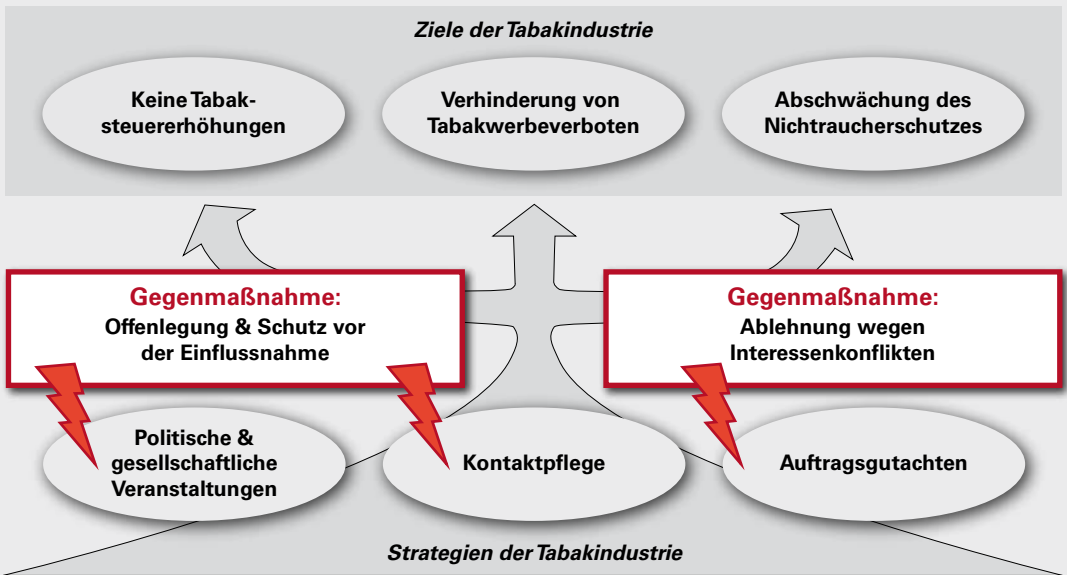 Ziele der Tabakindustrie
Keine Tabak-
steuererhöhungen
Verhinderung von
Tabakwerbeverboten
Abschwächung des
Nichtraucherschutzes
Gegenmaßnahme:
Offenlegung & Schutz vor
der Einflussnahme
Gegenmaßnahme:
Ablehnung wegen
Interessenkonflikten
Politische &
gesellschaftliche
Veranstaltungen
Kontaktpflege
Auftragsgutachten
Strategien der Tabakindustrie